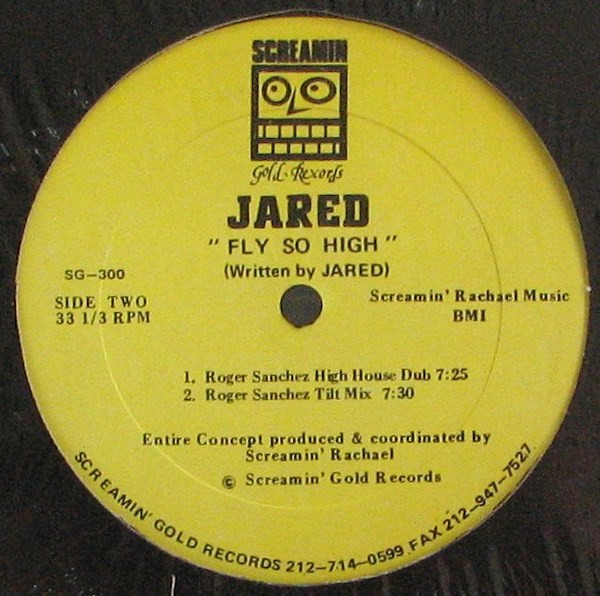 SCREAMIN
Gold Records
JARED
"FLY SO HIGH"
(Written by JARED)
SG-300
SIDE TWO
33 1/3 RPM
Screamin' Rachael Music
BMI
1. Roger Sanchez High House Dub 7:25
2. Roger Sanchez Tilt Mix 7:30
Entire Concept produced & coordinated by
Screamin' Rachael
© Screamin' Gold Records
SCREAMIN' GOLD RECORDS 212-714-0599 FAX 212-947-7527